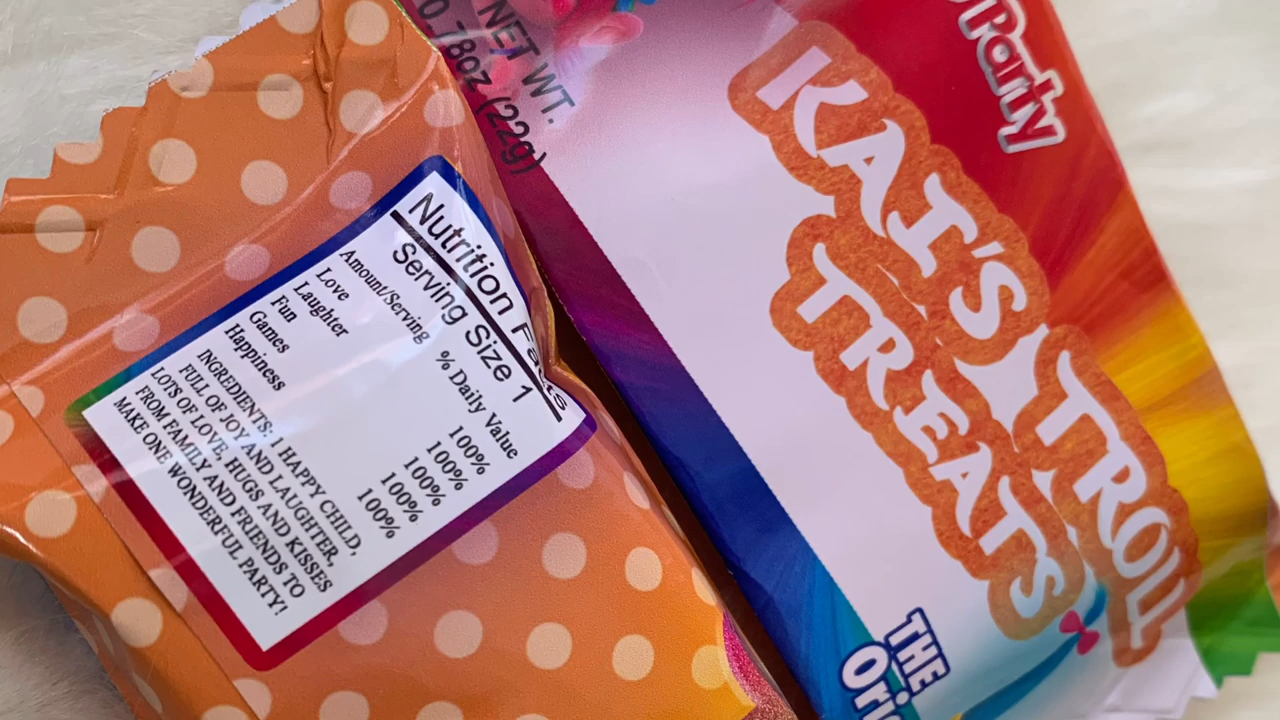 Nutrition Facts
Serving Size 1
Amount/Serving % Daily Value
Love 100%
Laughter 100%
Fun 100%
Games 100%
Happiness 100%
INGREDIENTS: 1 HAPPY CHILD,
FULL OF JOY AND LAUGHTER,
LOTS OF LOVE, HUGS AND KISSES
FROM FAMILY AND FRIENDS TO
MAKE ONE WONDERFUL PARTY!
NET WT.
0.78oz (22g)
Party
KAI'S TROLL
TREATS
THE